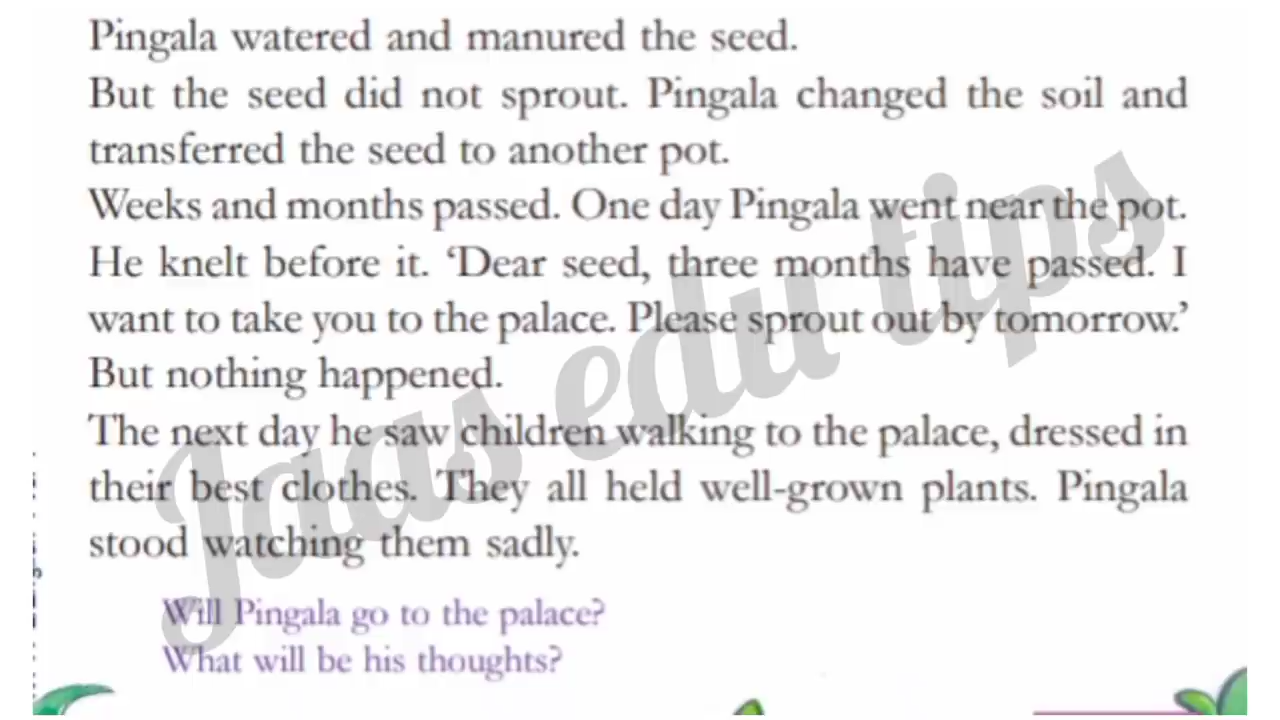 Pingala watered and manured the seed.
But the seed did not sprout. Pingala changed the soil and
transferred the seed to another pot.
Weeks and months passed. One day Pingala went near the pot.
He knelt before it. ‘Dear seed, three months have passed. I
want to take you to the palace. Please sprout out by tomorrow.’
But nothing happened.
The next day he saw children walking to the palace, dressed in
their best clothes. They all held well-grown plants. Pingala
stood watching them sadly.
Will Pingala go to the palace?
What will be his thoughts?
Jaas edu tips